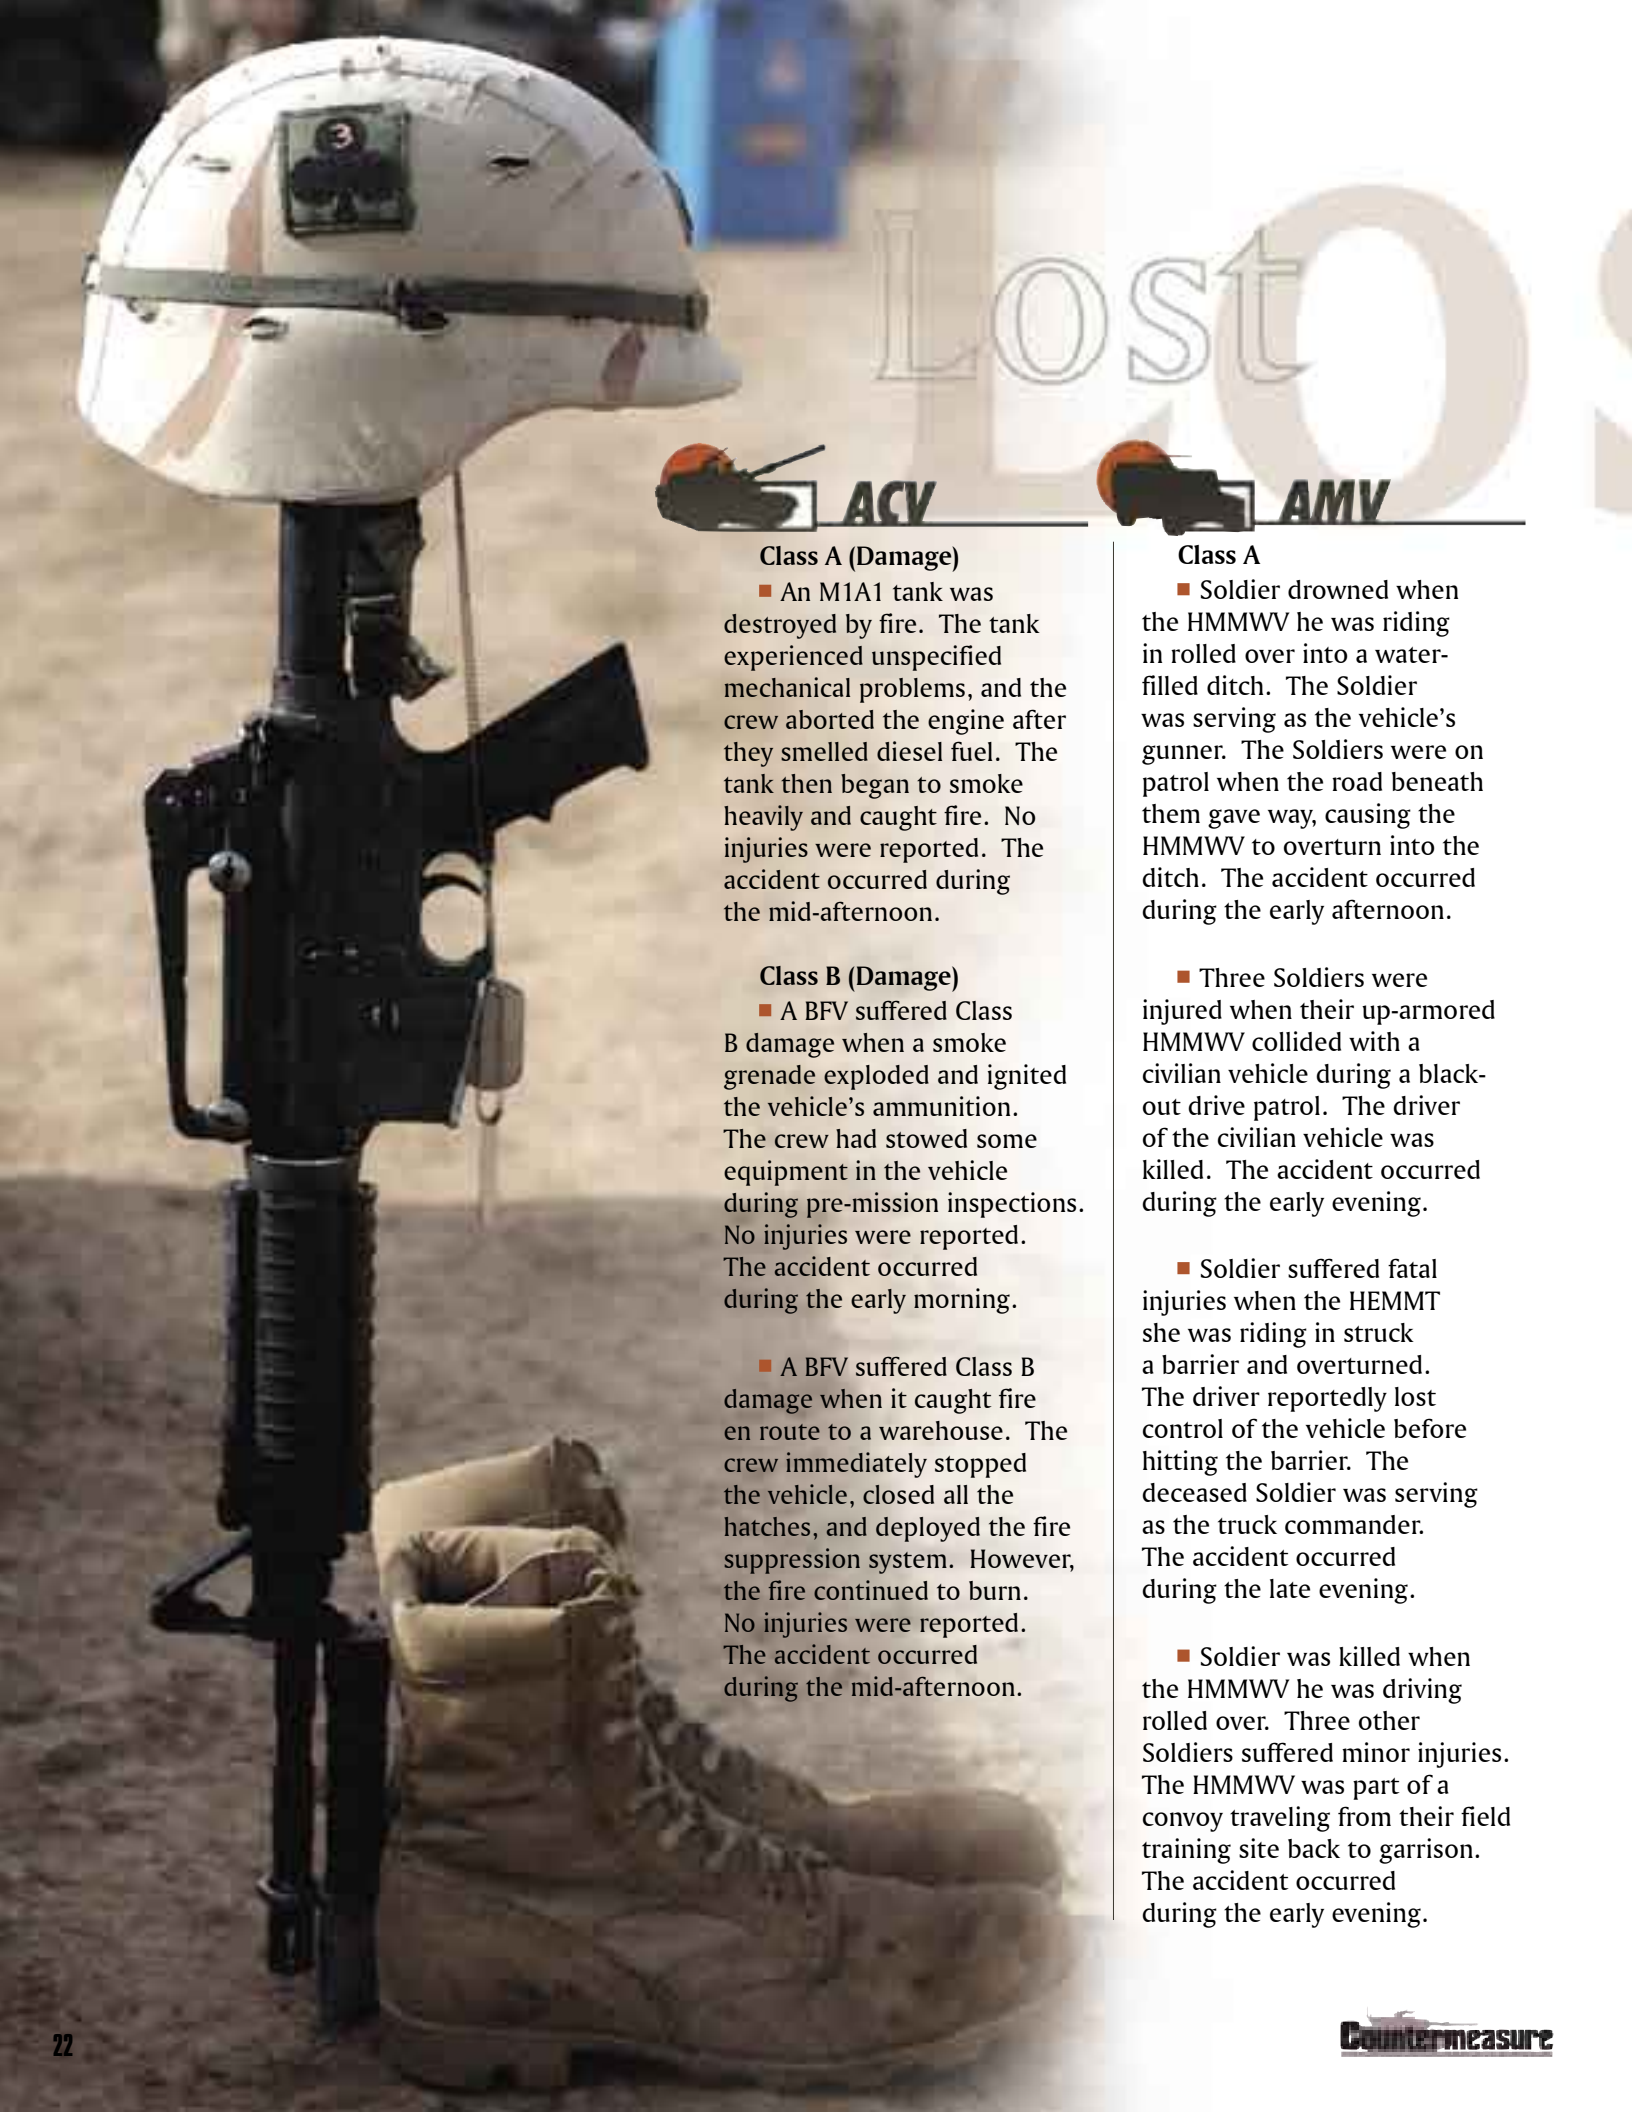 3
Lost
LOS
ACV
Class A (Damage)
■ An M1A1 tank was
destroyed by fire.  The tank
experienced unspecified
mechanical problems, and the
crew aborted the engine after
they smelled diesel fuel.  The
tank then began to smoke
heavily and caught fire.  No
injuries were reported.  The
accident occurred during
the mid-afternoon.
Class B (Damage)
■ A BFV suffered Class
B damage when a smoke
grenade exploded and ignited
the vehicle's ammunition.
The crew had stowed some
equipment in the vehicle
during pre-mission inspections.
No injuries were reported.
The accident occurred
during the early morning.
■ A BFV suffered Class B
damage when it caught fire
en route to a warehouse.  The
crew immediately stopped
the vehicle, closed all the
hatches, and deployed the fire
suppression system.  However,
the fire continued to burn.
No injuries were reported.
The accident occurred
during the mid-afternoon.
AMV
Class A
■ Soldier drowned when
the HMMWV he was riding
in rolled over into a water-
filled ditch.  The Soldier
was serving as the vehicle's
gunner.  The Soldiers were on
patrol when the road beneath
them gave way, causing the
HMMWV to overturn into the
ditch.  The accident occurred
during the early afternoon.
■ Three Soldiers were
injured when their up-armored
HMMWV collided with a
civilian vehicle during a black-
out drive patrol.  The driver
of the civilian vehicle was
killed.  The accident occurred
during the early evening.
■ Soldier suffered fatal
injuries when the HEMMT
she was riding in struck
a barrier and overturned.
The driver reportedly lost
control of the vehicle before
hitting the barrier.  The
deceased Soldier was serving
as the truck commander.
The accident occurred
during the late evening.
■ Soldier was killed when
the HMMWV he was driving
rolled over.  Three other
Soldiers suffered minor injuries.
The HMMWV was part of a
convoy traveling from their field
training site back to garrison.
The accident occurred
during the early evening.
22
Countermeasure